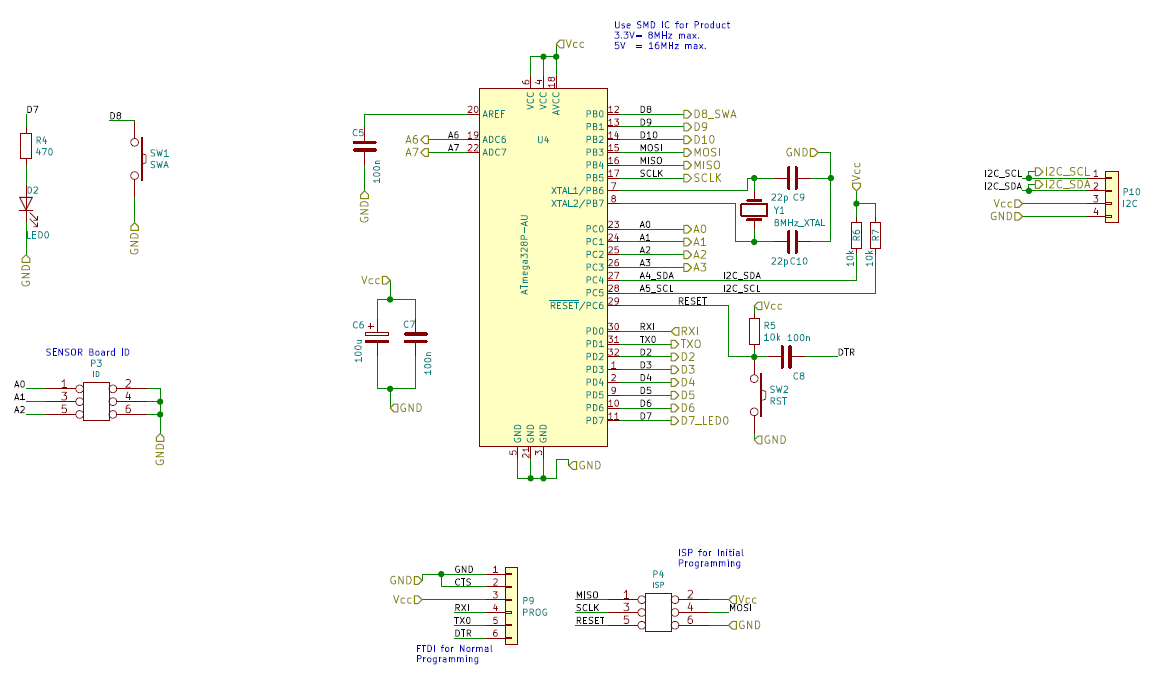 Use SMD IC for Product
3.3V= 8MHz max.
5V  = 16MHz max.
Vcc
6
4
18
VCC
VCC
AVCC
D7
R4
470
D2
LED0
GND
D8
SW1
SWA
GND
C5
100n
GND
20 AREF
A6 A6 19 ADC6
A7 A7 22 ADC7
U4
ATmega328P-AU
PB0 12 D8 D8_SWA
PB1 13 D9 D9
PB2 14 D10 D10
PB3 15 MOSI MOSI
PB4 16 MISO MISO
PB5 17 SCLK SCLK
XTAL1/PB6 7
XTAL2/PB7 8
PC0 23 A0 A0
PC1 24 A1 A1
PC2 25 A2 A2
PC3 26 A3 A3
PC4 27 A4_SDA I2C_SDA
PC5 28 A5_SCL I2C_SCL
RESET/PC6 29 RESET
PD0 30 RXI RXI
PD1 31 TXO TXO
PD2 32 D2 D2
PD3 1 D3 D3
PD4 2 D4 D4
PD5 9 D5 D5
PD6 10 D6 D6
PD7 11 D7 D7_LED0
GND
GND
GND
5
21
3
GND
GND
22p C9
Y1
8MHz_XTAL
22pC10
Vcc
R6
10k
R7
10k
Vcc
R5
10k 100n
C8
DTR
SW2
RST
GND
I2C_SCL I2C_SCL 1
I2C_SDA I2C_SDA 2
Vcc 3
GND 4
P10
I2C
Vcc
C6
+
100u
C7
100n
GND
SENSOR Board ID
P3
ID
A0 1 2
A1 3 4
A2 5 6
GND
GND GND 1
CTS 2
Vcc 3
RXI 4
TXO 5
DTR 6
P9
PROG
FTDI for Normal
Programming
ISP for Initial
Programming
P4
ISP
MISO 1 2 Vcc
SCLK 3 4 MOSI
RESET 5 6 GND